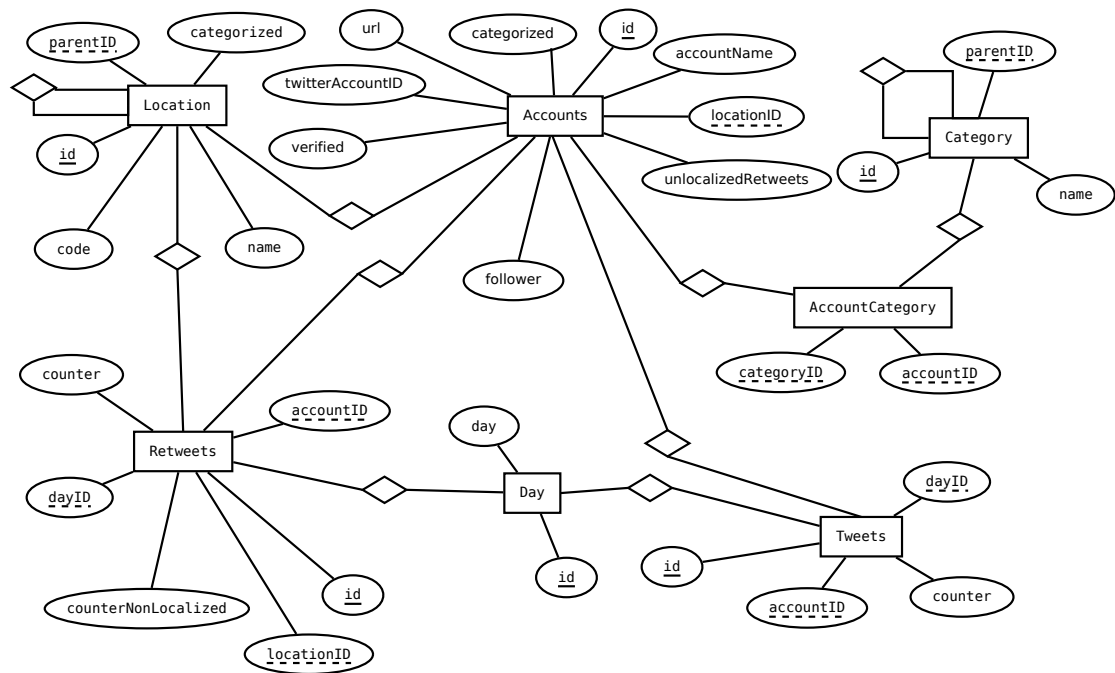 parentID
categorized
url
categorized
id
accountName
parentID
twitterAccountID
Location
Accounts
locationID
Category
verified
id
unlocalizedRetweets
id
name
code
name
follower
AccountCategory
categoryID
accountID
counter
accountID
day
Retweets
dayID
Day
dayID
Tweets
id
id
id
counterNonLocalized
accountID
counter
locationID